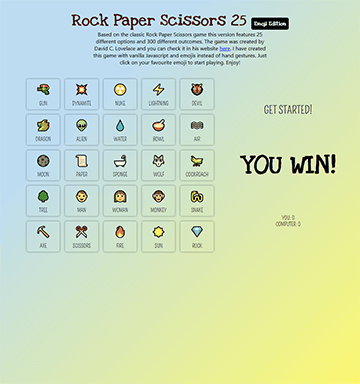 Rock Paper Scissors 25 Emoji Edition
Based on the classic Rock Paper Scissors game this version features 25
different options and 300 different outcomes. The game was created by
David C. Lovelace and you can check it in his website here. I have created
this game with vanilla Javascript and emojis instead of hand gestures. Just
click on your favourite emoji to start playing. Enjoy!
GUN DYNAMITE NUKE LIGHTNING DEVIL
DRAGON ALIEN WATER BOWL AIR
MOON PAPER SPONGE WOLF COCKROACH
TREE MAN WOMAN MONKEY SNAKE
AXE SCISSORS FIRE SUN ROCK
GET STARTED!
YOU WIN!
YOU: 0
COMPUTER: 0